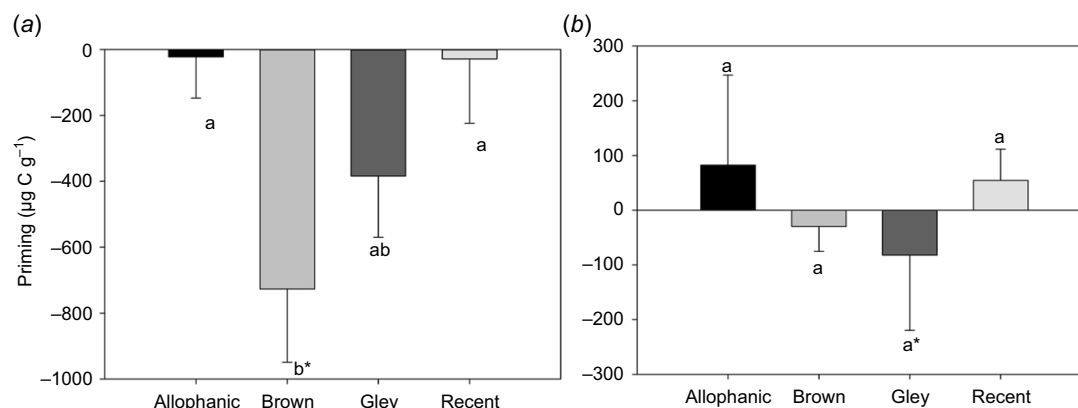 (a)
0
–200
–400
–600
–800
–1000
Priming (µg C g–1)
a
b*
ab
a
Allophanic Brown Gley Recent
(b)
300
200
100
0
–100
–200
–300
a
a
a*
a
Allophanic Brown Gley Recent